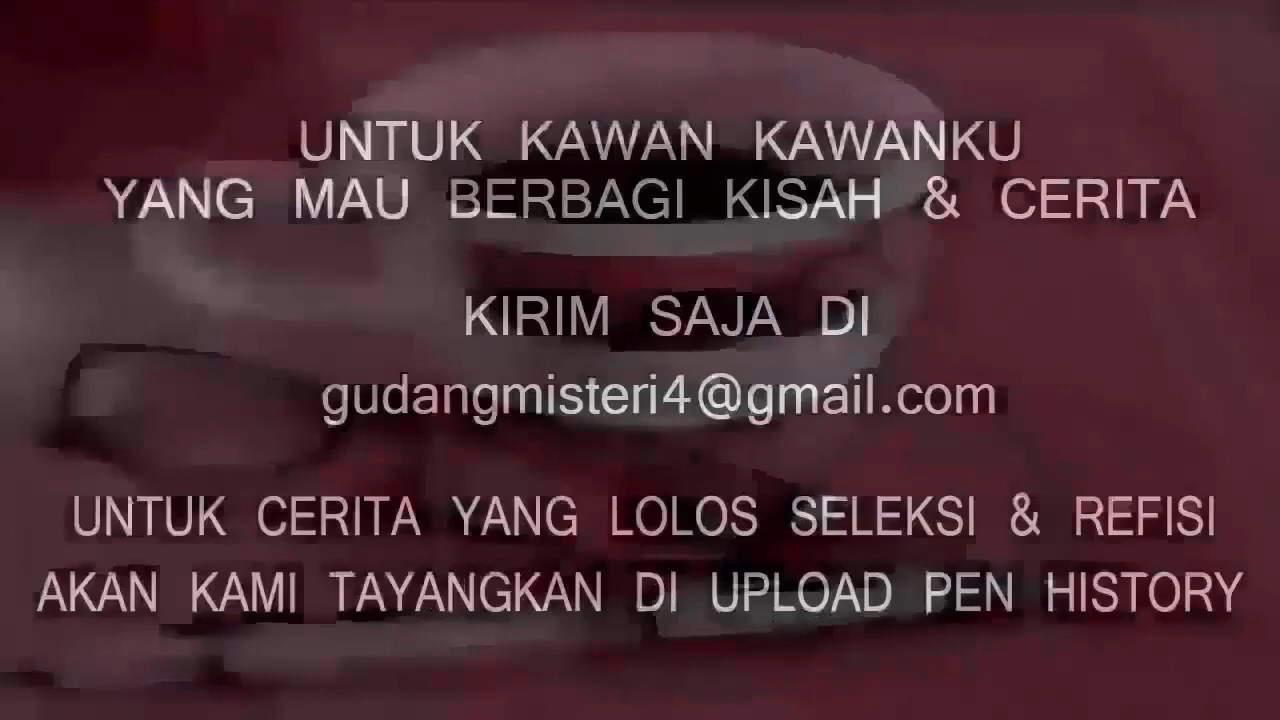 UNTUK KAWAN KAWANKU
YANG MAU BERBAGI KISAH & CERITA
KIRIM SAJA DI
gudangmisteri4@gmail.com
UNTUK CERITA YANG LOLOS SELEKSI & REFISI
AKAN KAMI TAYANGKAN DI UPLOAD PEN HISTORY